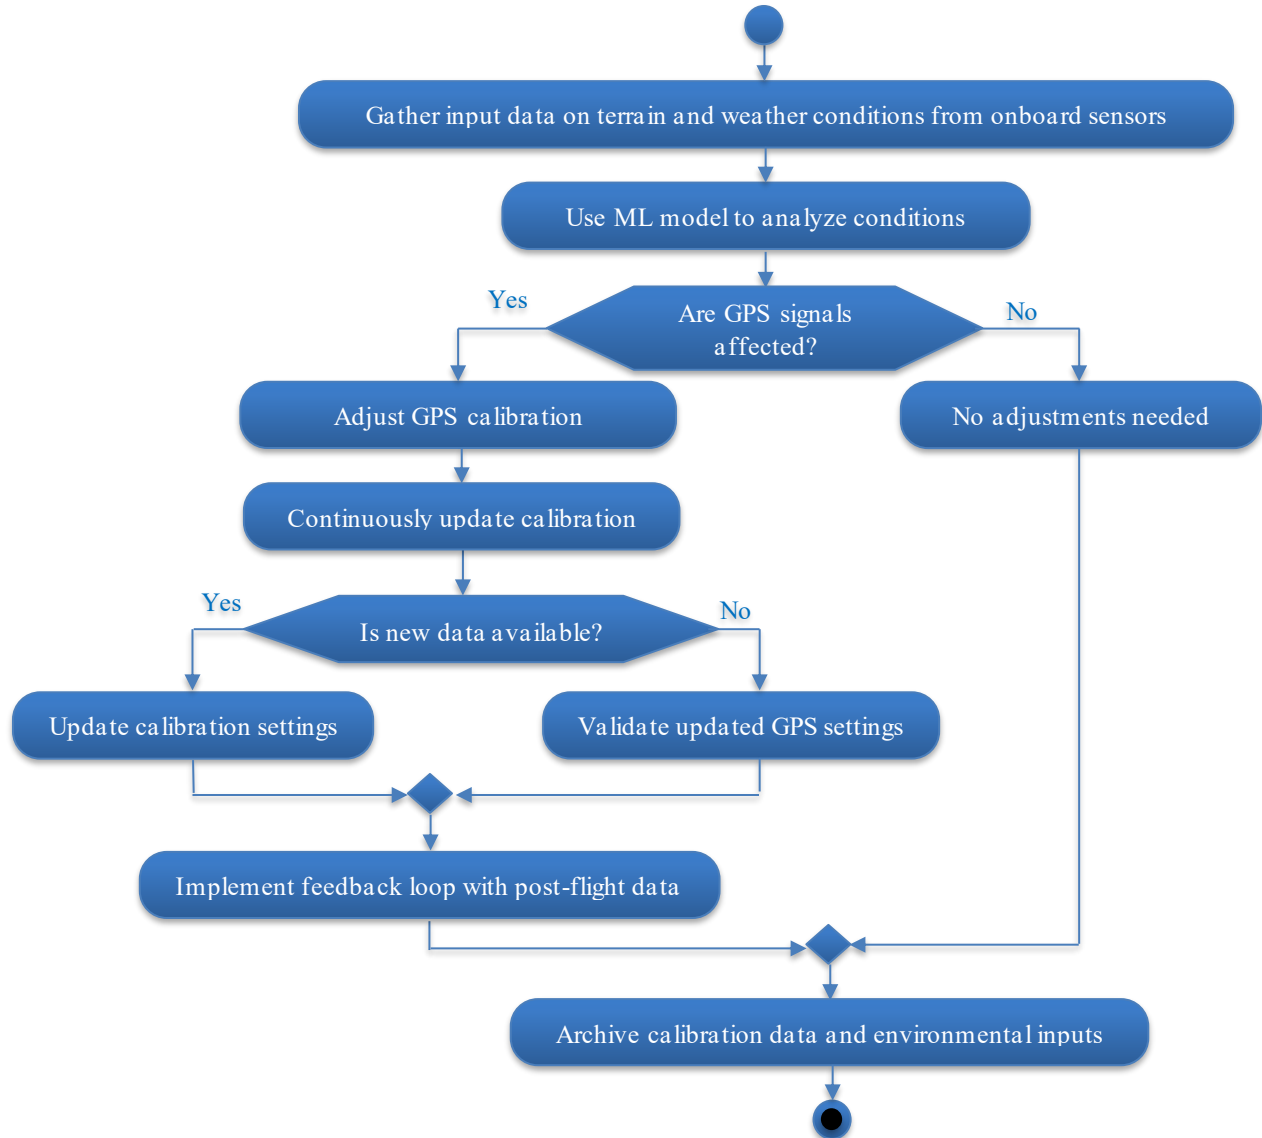 Gather input data on terrain and weather conditions from onboard sensors
Use ML model to analyze conditions
Yes
Are GPS signals
affected?
No
Adjust GPS calibration
No adjustments needed
Continuously update calibration
Yes
Is new data available?
No
Update calibration settings
Validate updated GPS settings
Implement feedback loop with post-flight data
Archive calibration data and environmental inputs